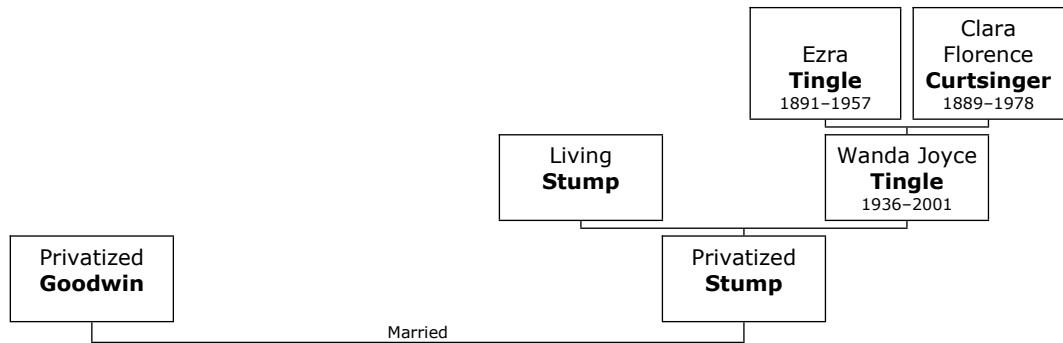 Ezra
Tingle
1891–1957
Clara
Florence
Curtsinger
1889–1978
Living
Stump
Wanda Joyce
Tingle
1936–2001
Privatized
Goodwin
Privatized
Stump
Married